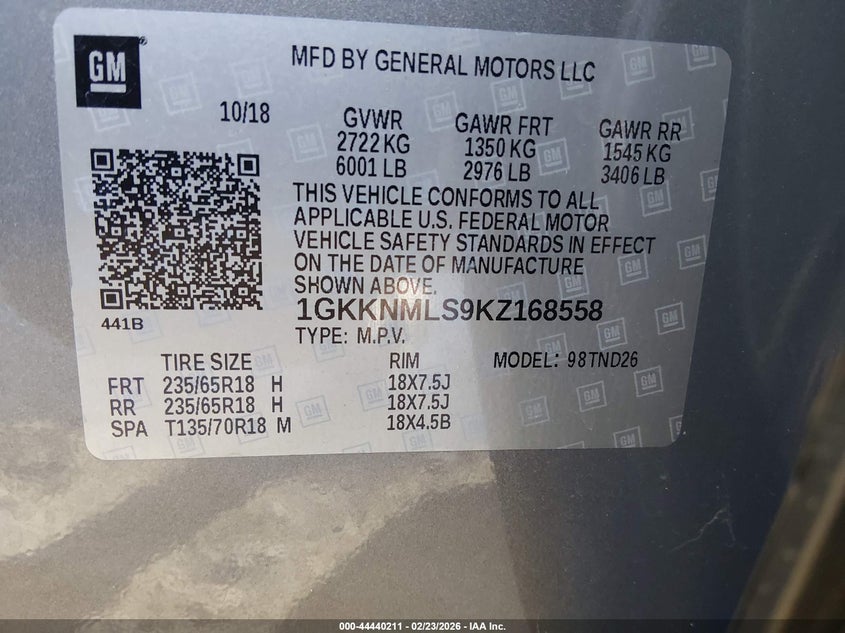 GM
MFD BY GENERAL MOTORS LLC
10/18
GVWR GAWR FRT GAWR RR
2722 KG 1350 KG 1545 KG
6001 LB 2976 LB 3406 LB
THIS VEHICLE CONFORMS TO ALL
APPLICABLE U.S. FEDERAL MOTOR
VEHICLE SAFETY STANDARDS IN EFFECT
ON THE DATE OF MANUFACTURE
SHOWN ABOVE.
441B
1GKKNMLS9KZ168558
TYPE: M.P.V.
TIRE SIZE RIM MODEL: 98TND26
FRT 235/65R18 H 18X7.5J
RR 235/65R18 H 18X7.5J
SPA T135/70R18 M 18X4.5B
000-44440211 - 02/23/2026 - IAA Inc.